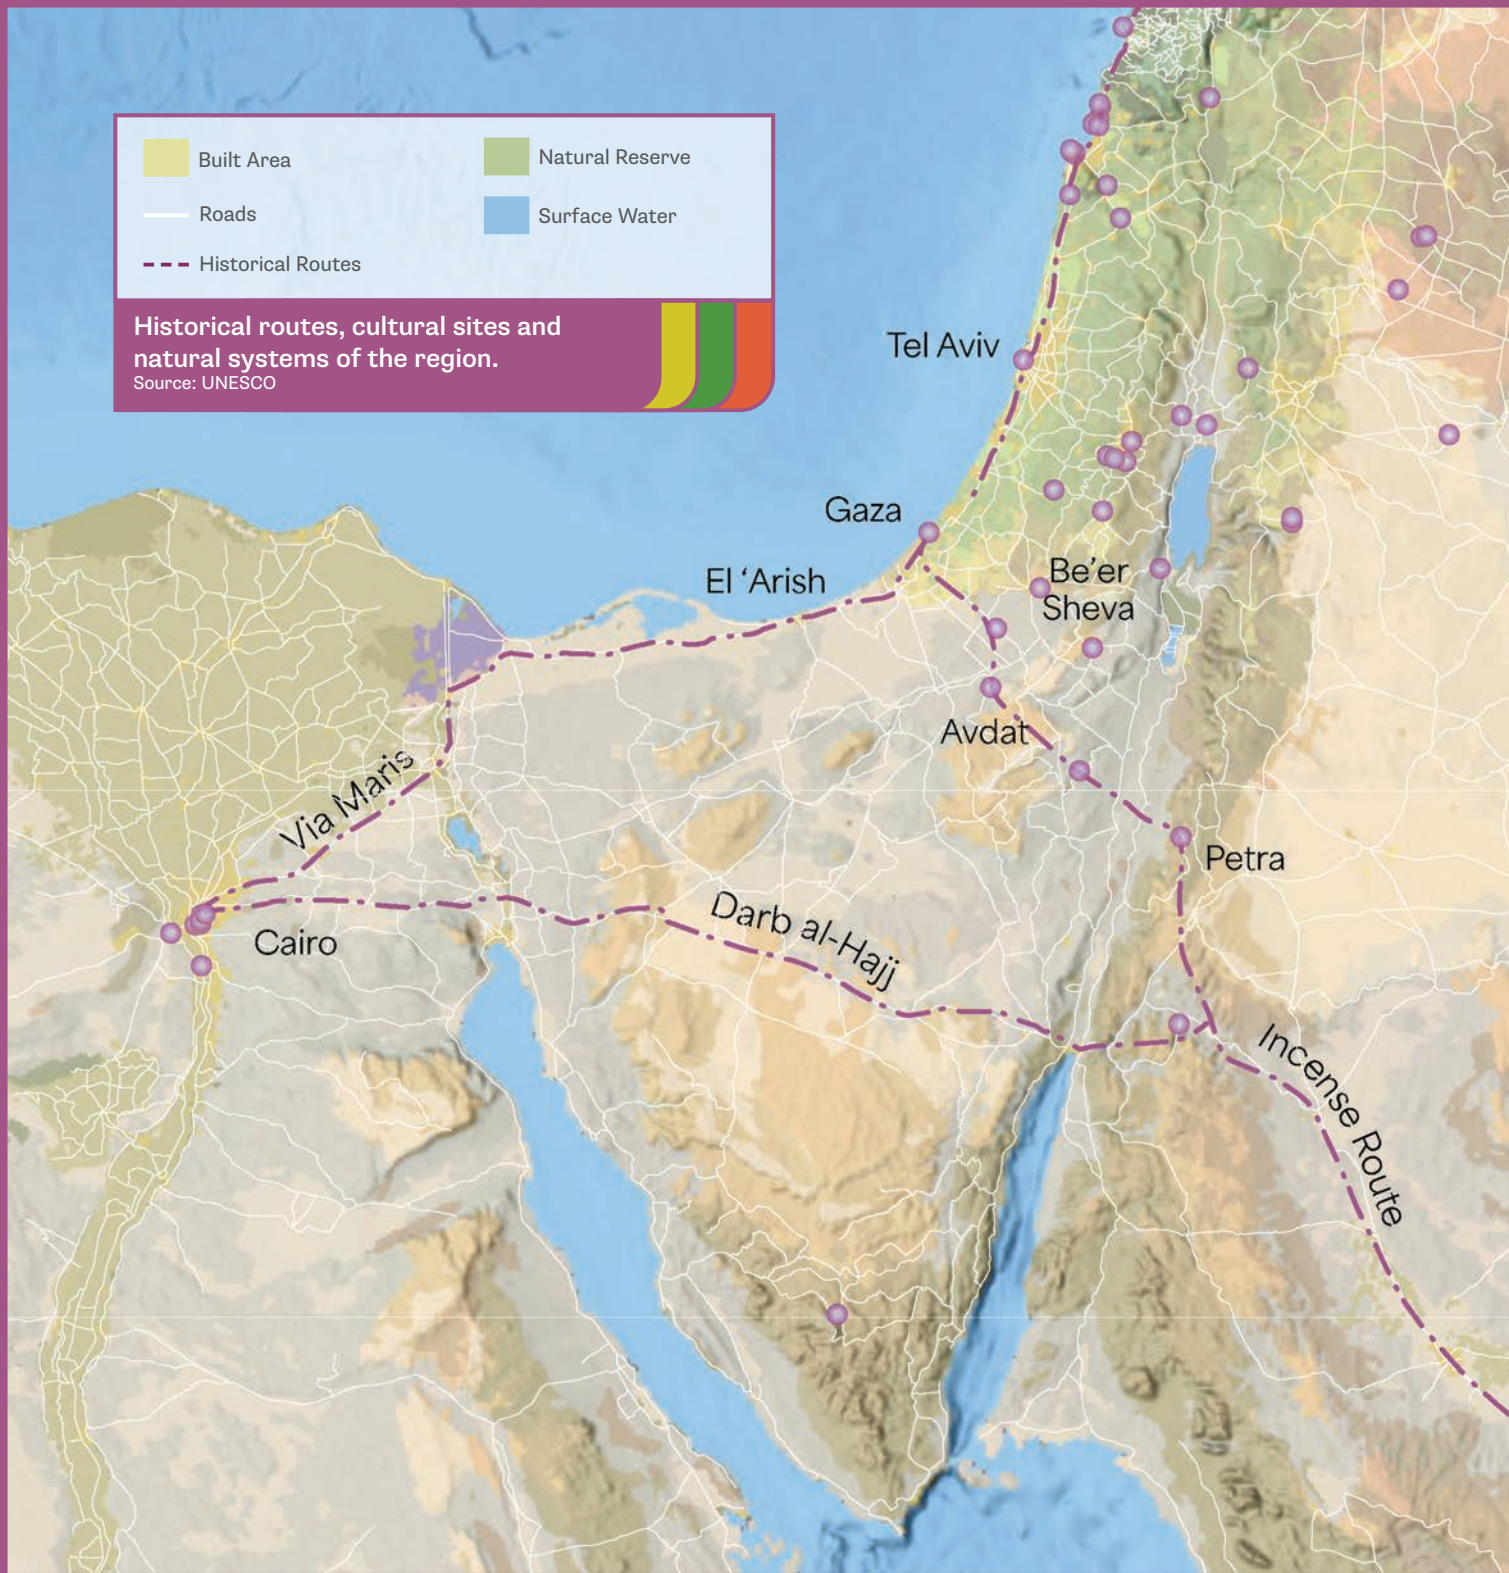 Built Area
Natural Reserve
Roads
Surface Water
Historical Routes
Historical routes, cultural sites and
natural systems of the region.
Source: UNESCO
Tel Aviv
Gaza
El ‘Arish
Be’er
Sheva
Avdat
Via Maris
Petra
Darb al-Hajj
Cairo
Incense Route